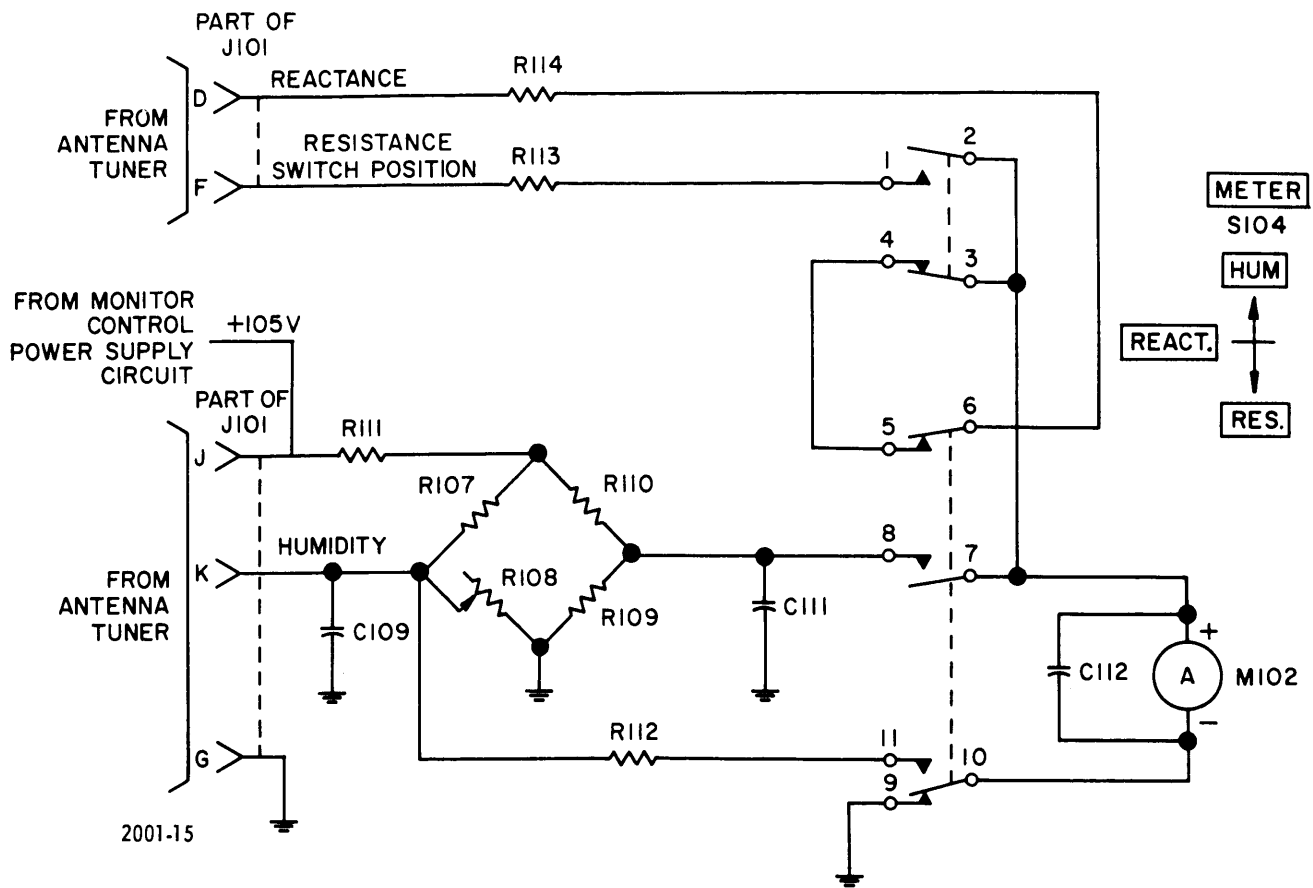 PART OF
J101
D
REACTANCE
R114
FROM
ANTENNA
TUNER
F
RESISTANCE
SWITCH POSITION
R113
1
2
4
3
METER
S104
HUM
REACT.
RES.
FROM MONITOR
CONTROL
POWER SUPPLY
CIRCUIT
+105V
PART OF
J101
J
R111
5
6
R107
R110
K
HUMIDITY
8
7
FROM
ANTENNA
TUNER
C109
R108
R109
C111
C112
+
A
M102
−
G
R112
11
10
9
2001-15